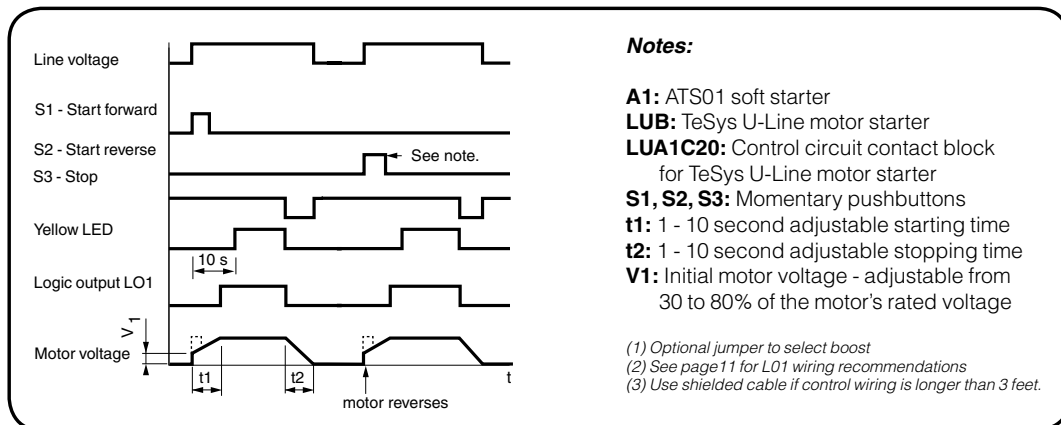 Line voltage
S1 - Start forward
S2 - Start reverse
See note.
S3 - Stop
Yellow LED
10 s
Logic output LO1
V1
Motor voltage
t1
t2
t
motor reverses
Notes:
A1: ATS01 soft starter
LUB: TeSys U-Line motor starter
LUA1C20: Control circuit contact block
for TeSys U-Line motor starter
S1, S2, S3: Momentary pushbuttons
t1: 1 - 10 second adjustable starting time
t2: 1 - 10 second adjustable stopping time
V1: Initial motor voltage - adjustable from
30 to 80% of the motor's rated voltage
(1) Optional jumper to select boost
(2) See page11 for L01 wiring recommendations
(3) Use shielded cable if control wiring is longer than 3 feet.